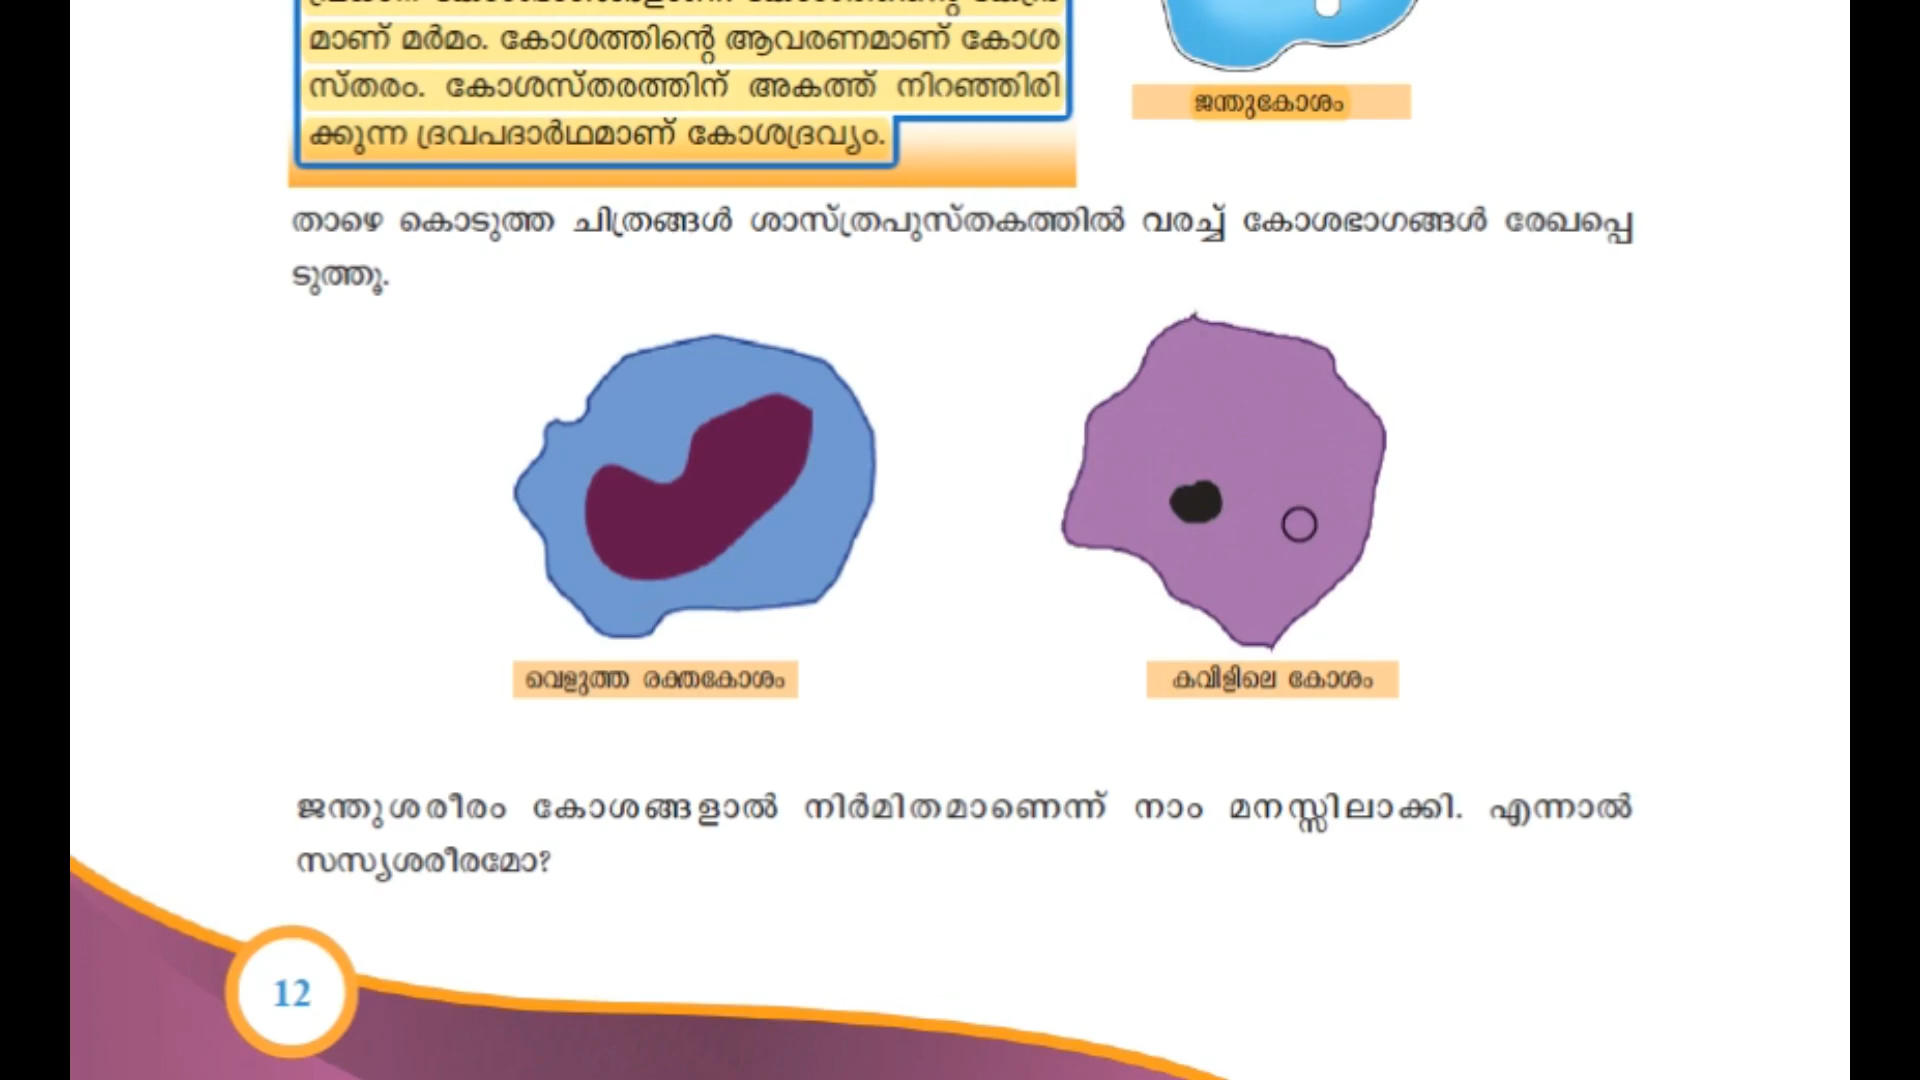 മാണ് മർമം. കോശത്തിന്റെ ആവരണമാണ് കോശ
സ്തരം. കോശസ്തരത്തിന് അകത്ത് നിറഞ്ഞിരി
ക്കുന്ന ദ്രവപദാർഥമാണ് കോശദ്രവ്യം.
ജന്തുകോശം
താഴെ കൊടുത്ത ചിത്രങ്ങൾ ശാസ്ത്രപുസ്തകത്തിൽ വരച്ച് കോശഭാഗങ്ങൾ രേഖപ്പെ
ടുത്തൂ.
വെളുത്ത രക്തകോശം
കവിളിലെ കോശം
ജന്തുശരീരം കോശങ്ങളാൽ നിർമിതമാണെന്ന് നാം മനസ്സിലാക്കി. എന്നാൽ
സസ്യശരീരമോ?
12